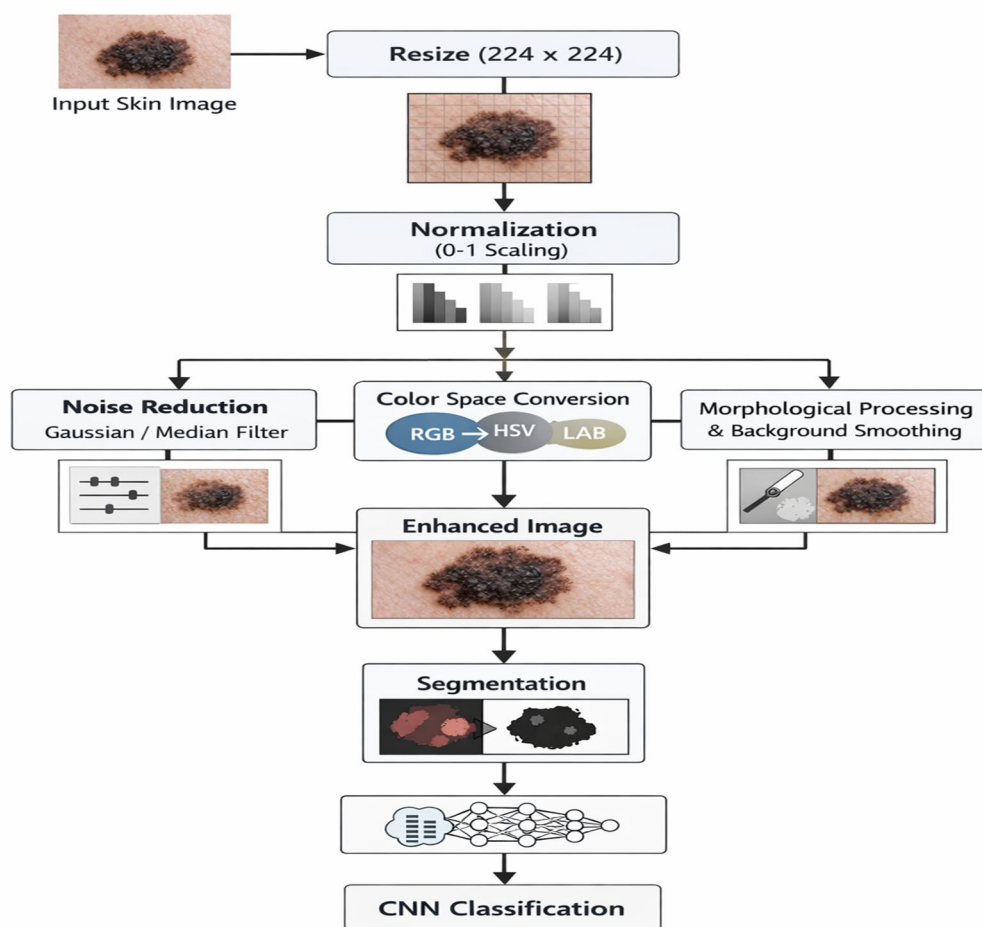 Input Skin Image
Resize (224 x 224)
Normalization
(0-1 Scaling)
Noise Reduction
Gaussian / Median Filter
Color Space Conversion
RGB → HSV LAB
Morphological Processing
& Background Smoothing
Enhanced Image
Segmentation
CNN Classification